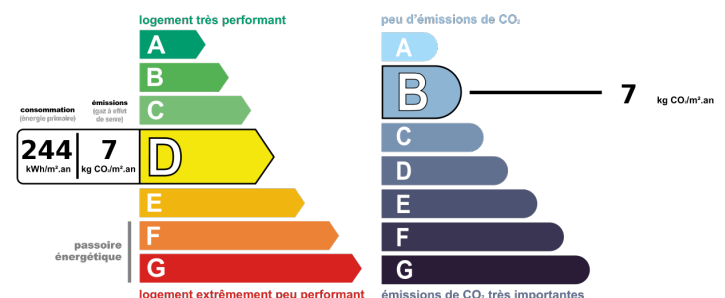 logement très performant
A
B
C
consommation
(énergie primaire)
émissions
(gaz à effet
de serre)
244
kWh/m².an
7
kg CO₂/m².an
D
E
F
G
passoire
énergétique
logement extrêmement peu performant
peu d'émissions de CO₂
A
B
7
kg CO₂/m².an
C
D
E
F
G
émissions de CO₂ très importantes